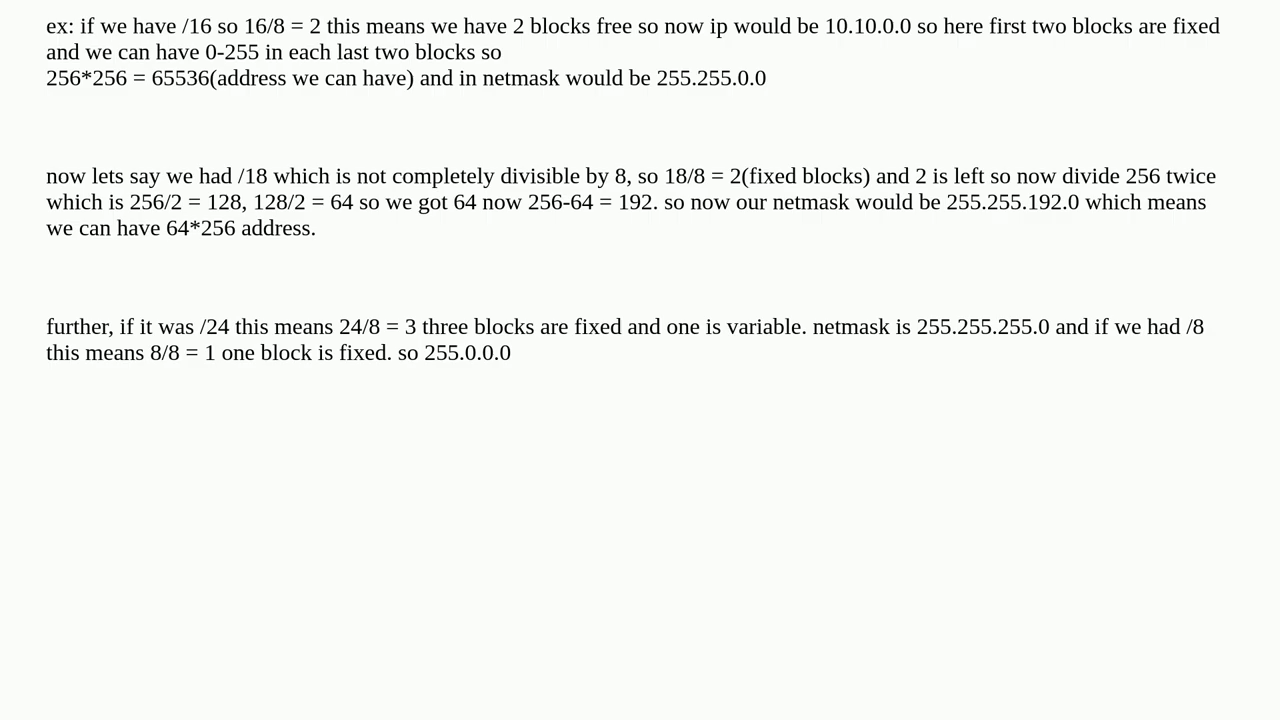 ex: if we have /16 so 16/8 = 2 this means we have 2 blocks free so now ip would be 10.10.0.0 so here first two blocks are fixed
and we can have 0-255 in each last two blocks so
256*256 = 65536(address we can have) and in netmask would be 255.255.0.0
now lets say we had /18 which is not completely divisible by 8, so 18/8 = 2(fixed blocks) and 2 is left so now divide 256 twice
which is 256/2 = 128, 128/2 = 64 so we got 64 now 256-64 = 192. so now our netmask would be 255.255.192.0 which means
we can have 64*256 address.
further, if it was /24 this means 24/8 = 3 three blocks are fixed and one is variable. netmask is 255.255.255.0 and if we had /8
this means 8/8 = 1 one block is fixed. so 255.0.0.0